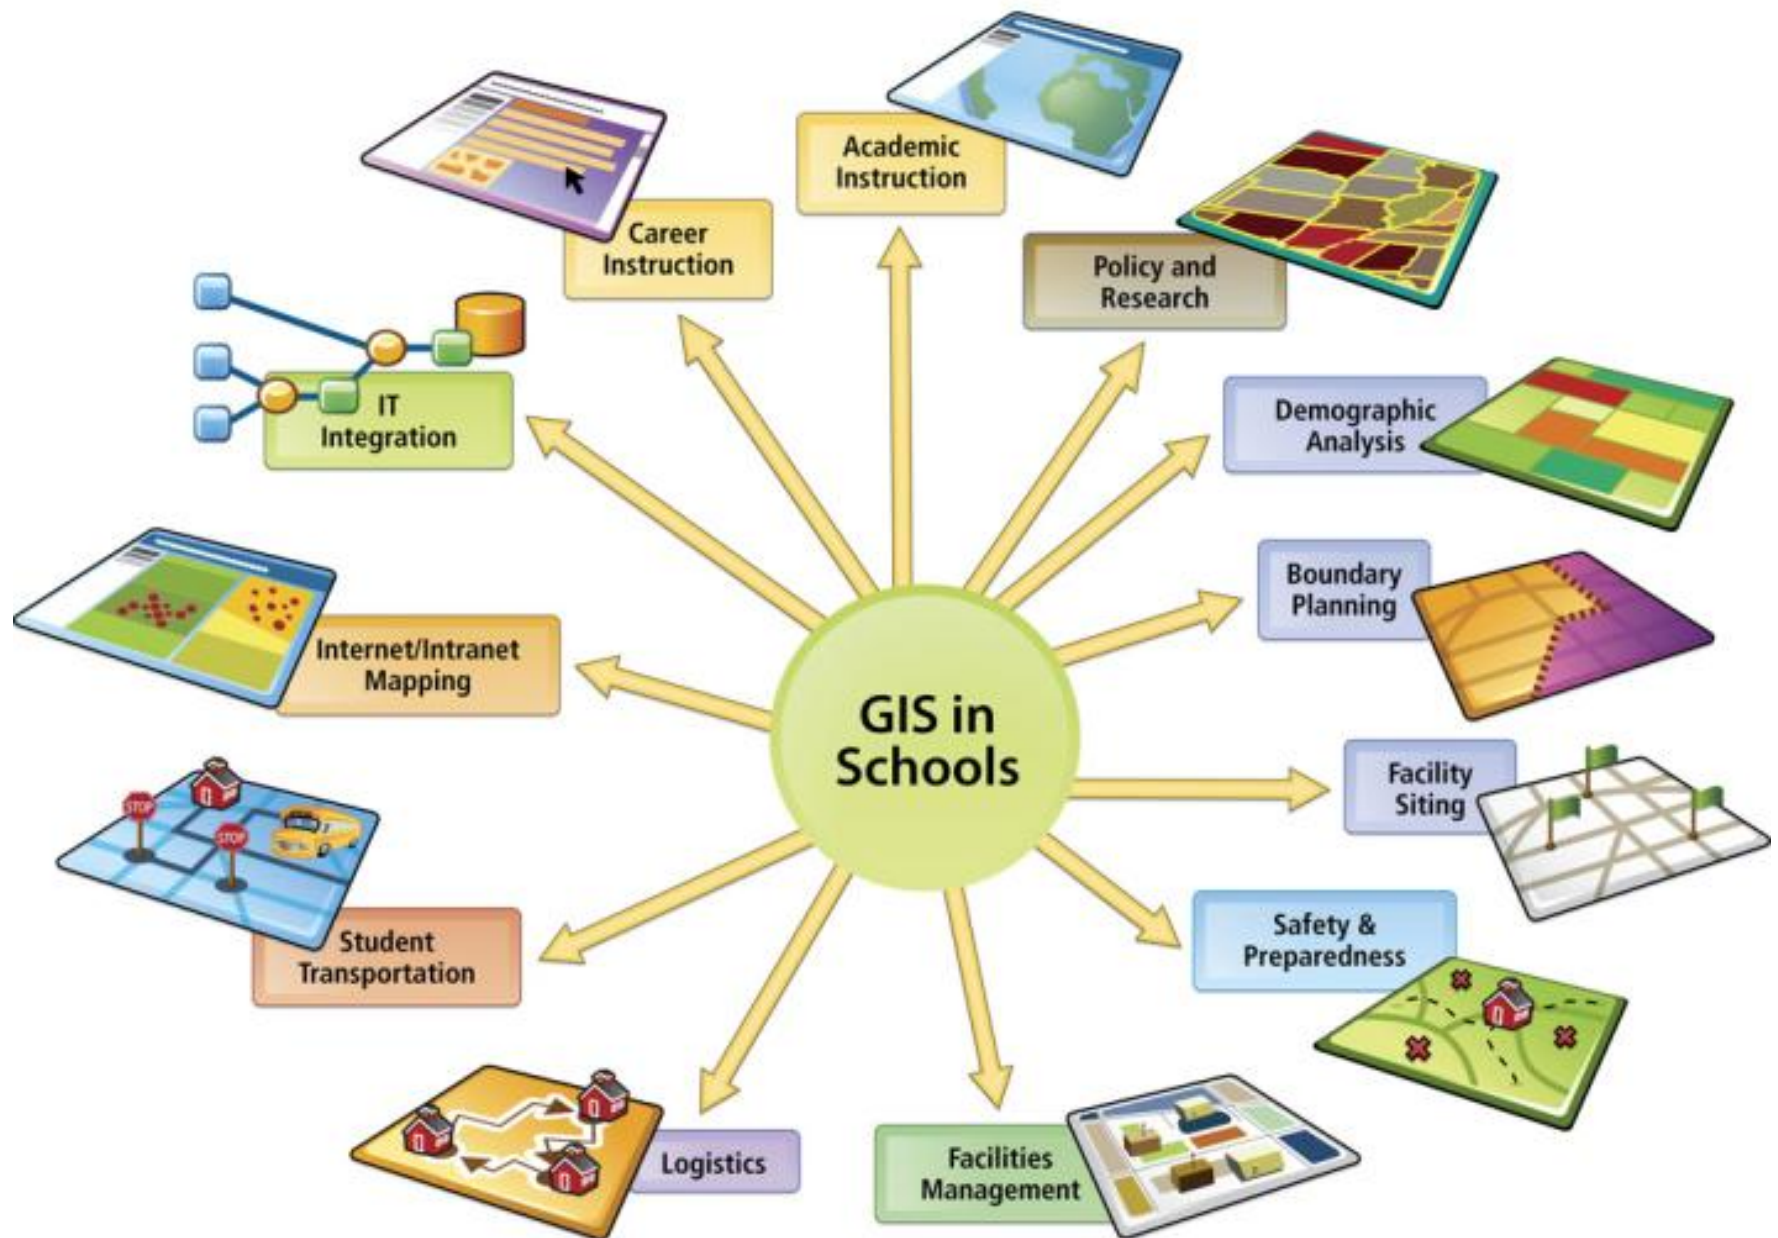 Academic
Instruction
Career
Instruction
Policy and
Research
IT
Integration
Demographic
Analysis
Boundary
Planning
Internet/Intranet
Mapping
GIS in
Schools
Facility
Siting
STOP
STOP
Student
Transportation
Safety &
Preparedness
Logistics
Facilities
Management